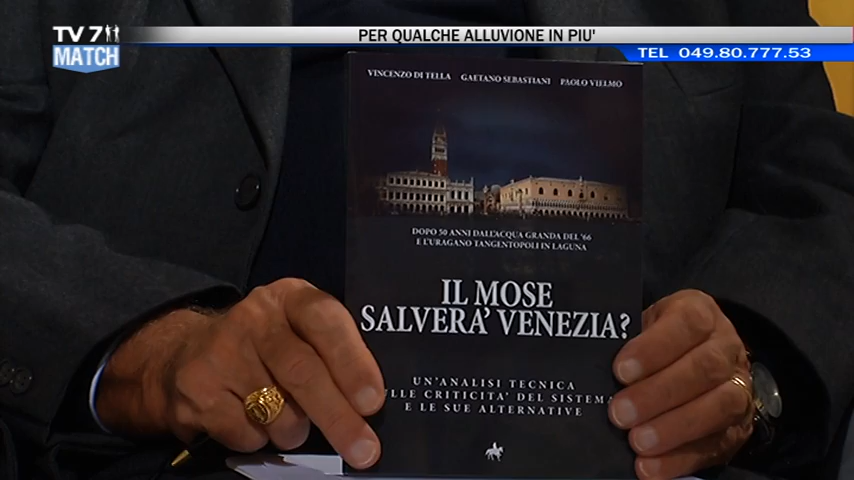 TV 7
MATCH
PER QUALCHE ALLUVIONE IN PIU'
TEL 049.80.777.53
VINCENZO DI TELLA GAETANO SEBASTIANI PAOLO VIELMO
DOPO 50 ANNI DALL'ACQUA GRANDA DEL '66
E L'URAGANO TANGENTOPOLI IN LAGUNA
IL MOSE
SALVERA' VENEZIA?
UN'ANALISI TECNICA
LLE CRITICITA' DEL SISTEMA
E LE SUE ALTERNATIVE